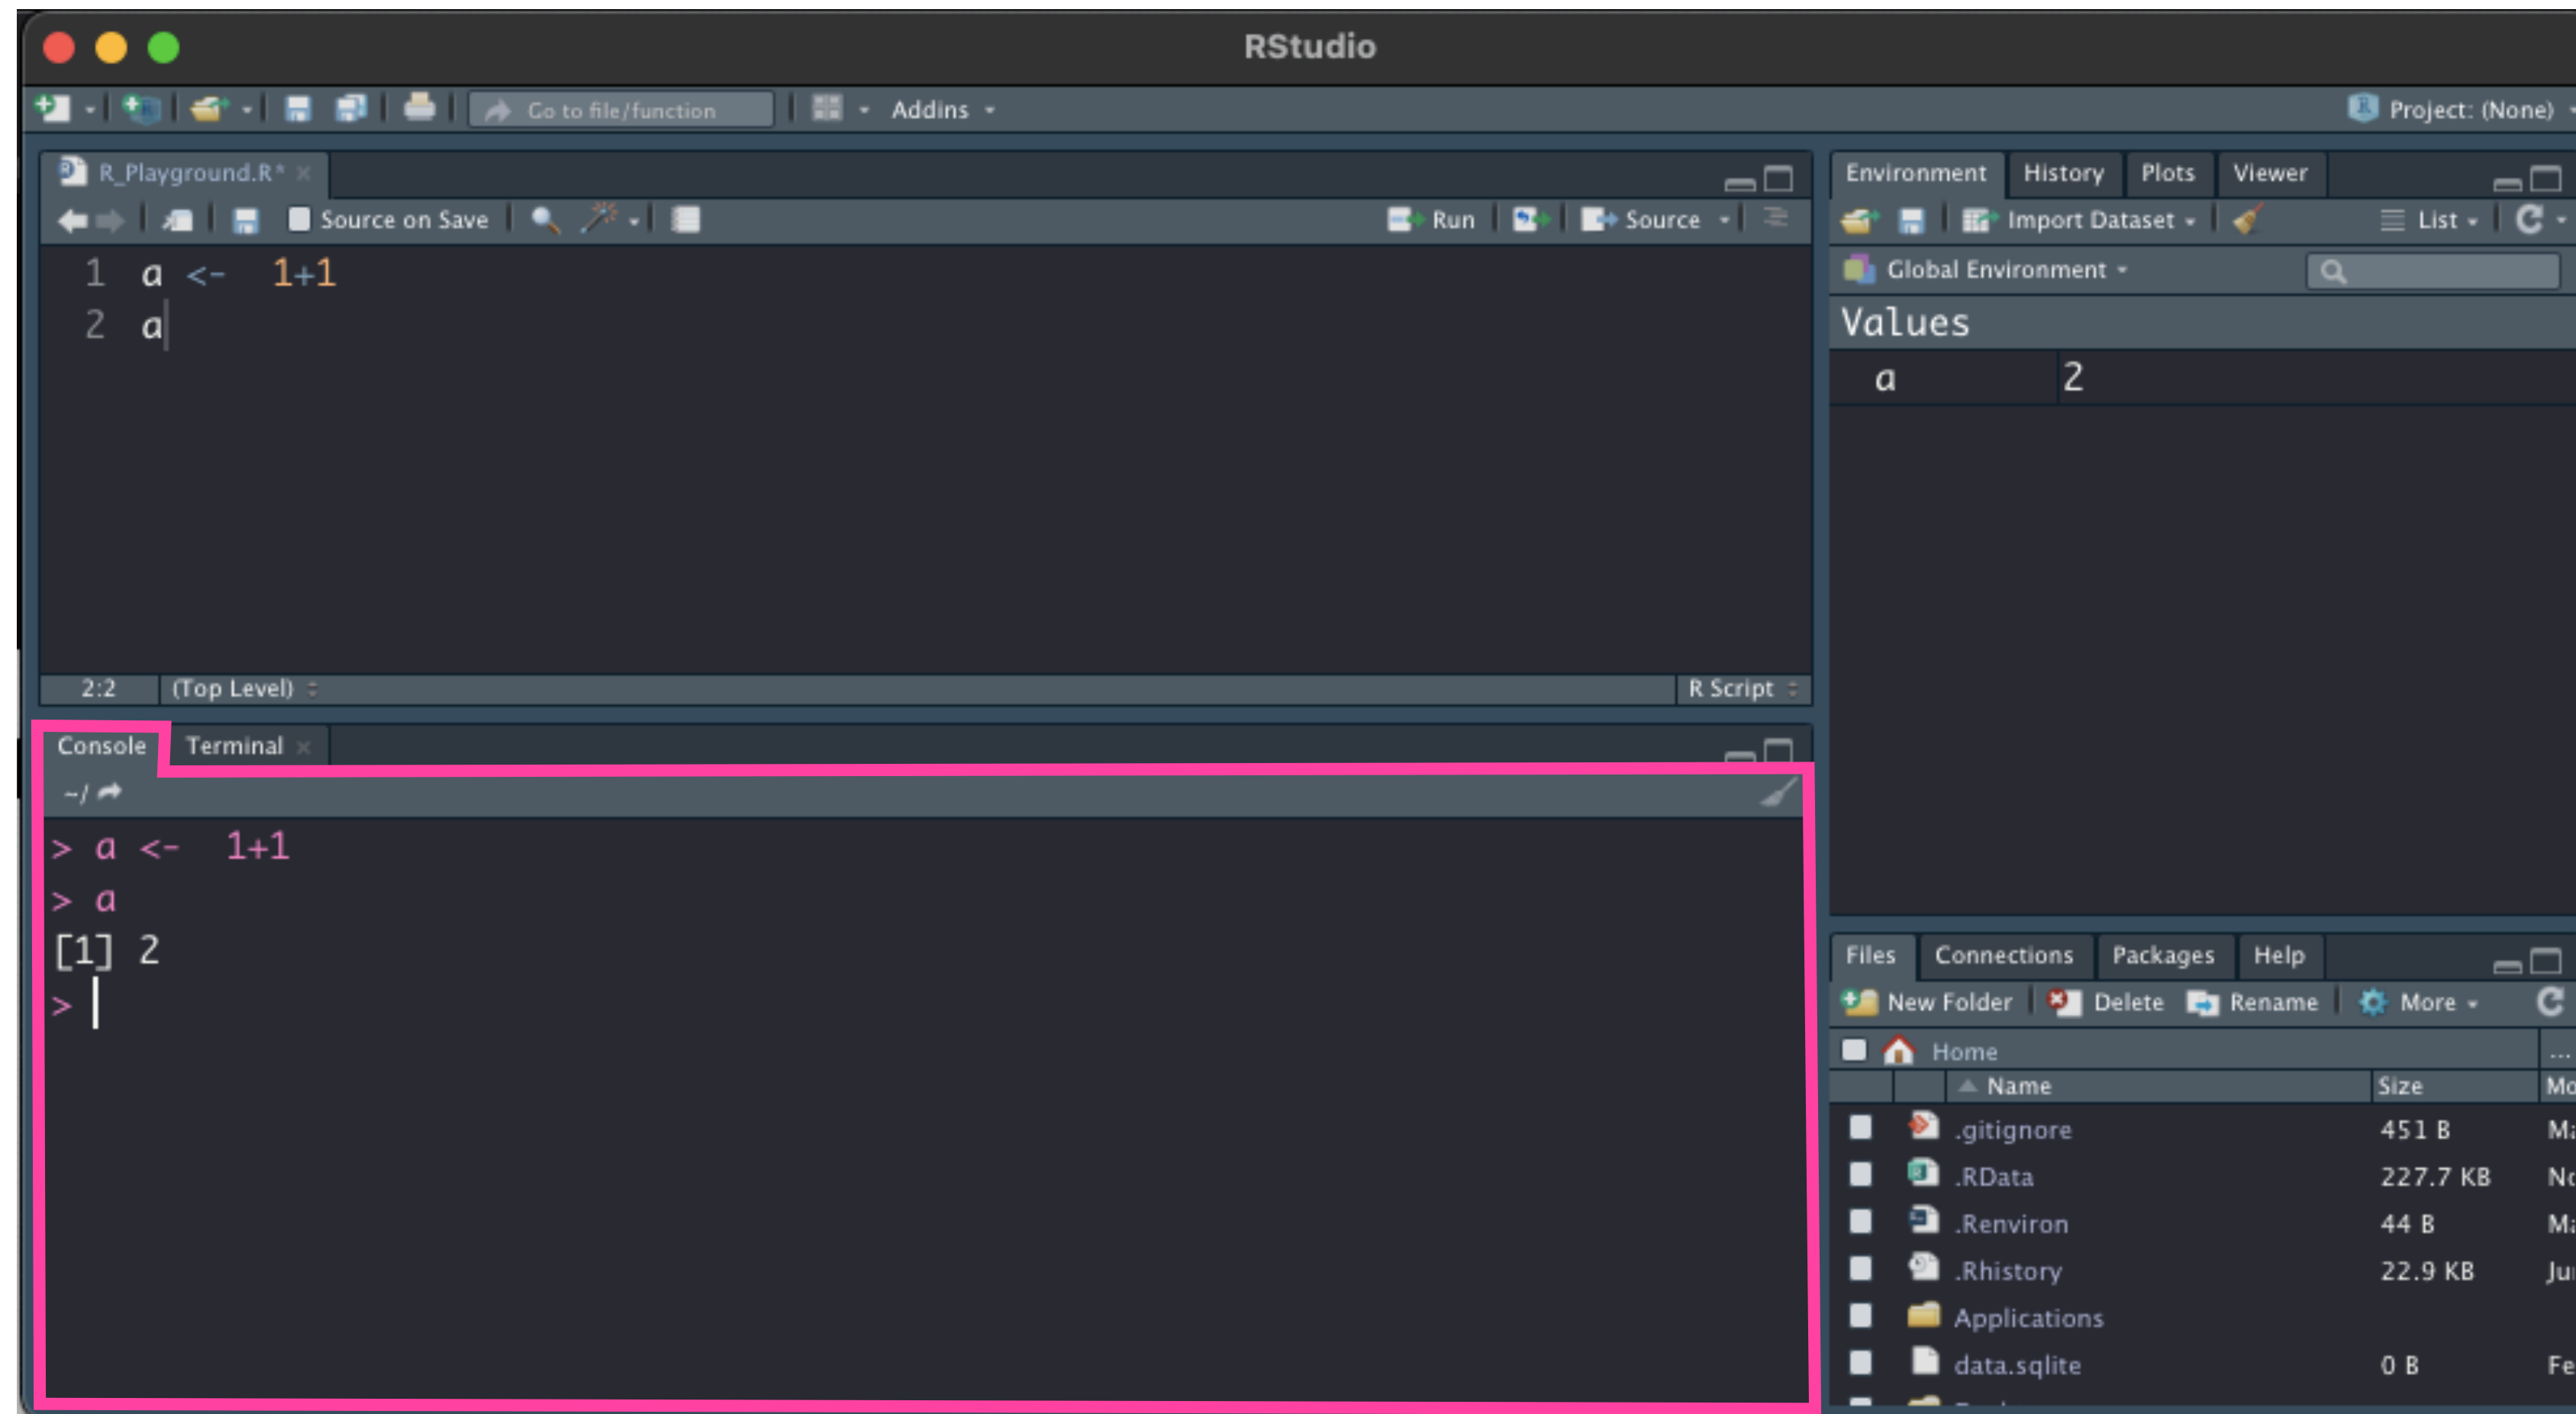 RStudio
Go to file/function
Addins
Project: (None)
R_Playground.R*
Source on Save
Run
Source
1 a <-  1+1
2 a
2:2 (Top Level)
R Script
Console
Terminal
~/
> a <-  1+1
> a
[1] 2
>
Environment History Plots Viewer
Import Dataset
List
Global Environment
Values
a 2
Files Connections Packages Help
New Folder Delete Rename More
Home ...
Name Size
.gitignore 451 B
.RData 227.7 KB
.Renviron 44 B
.Rhistory 22.9 KB
Applications
data.sqlite 0 B